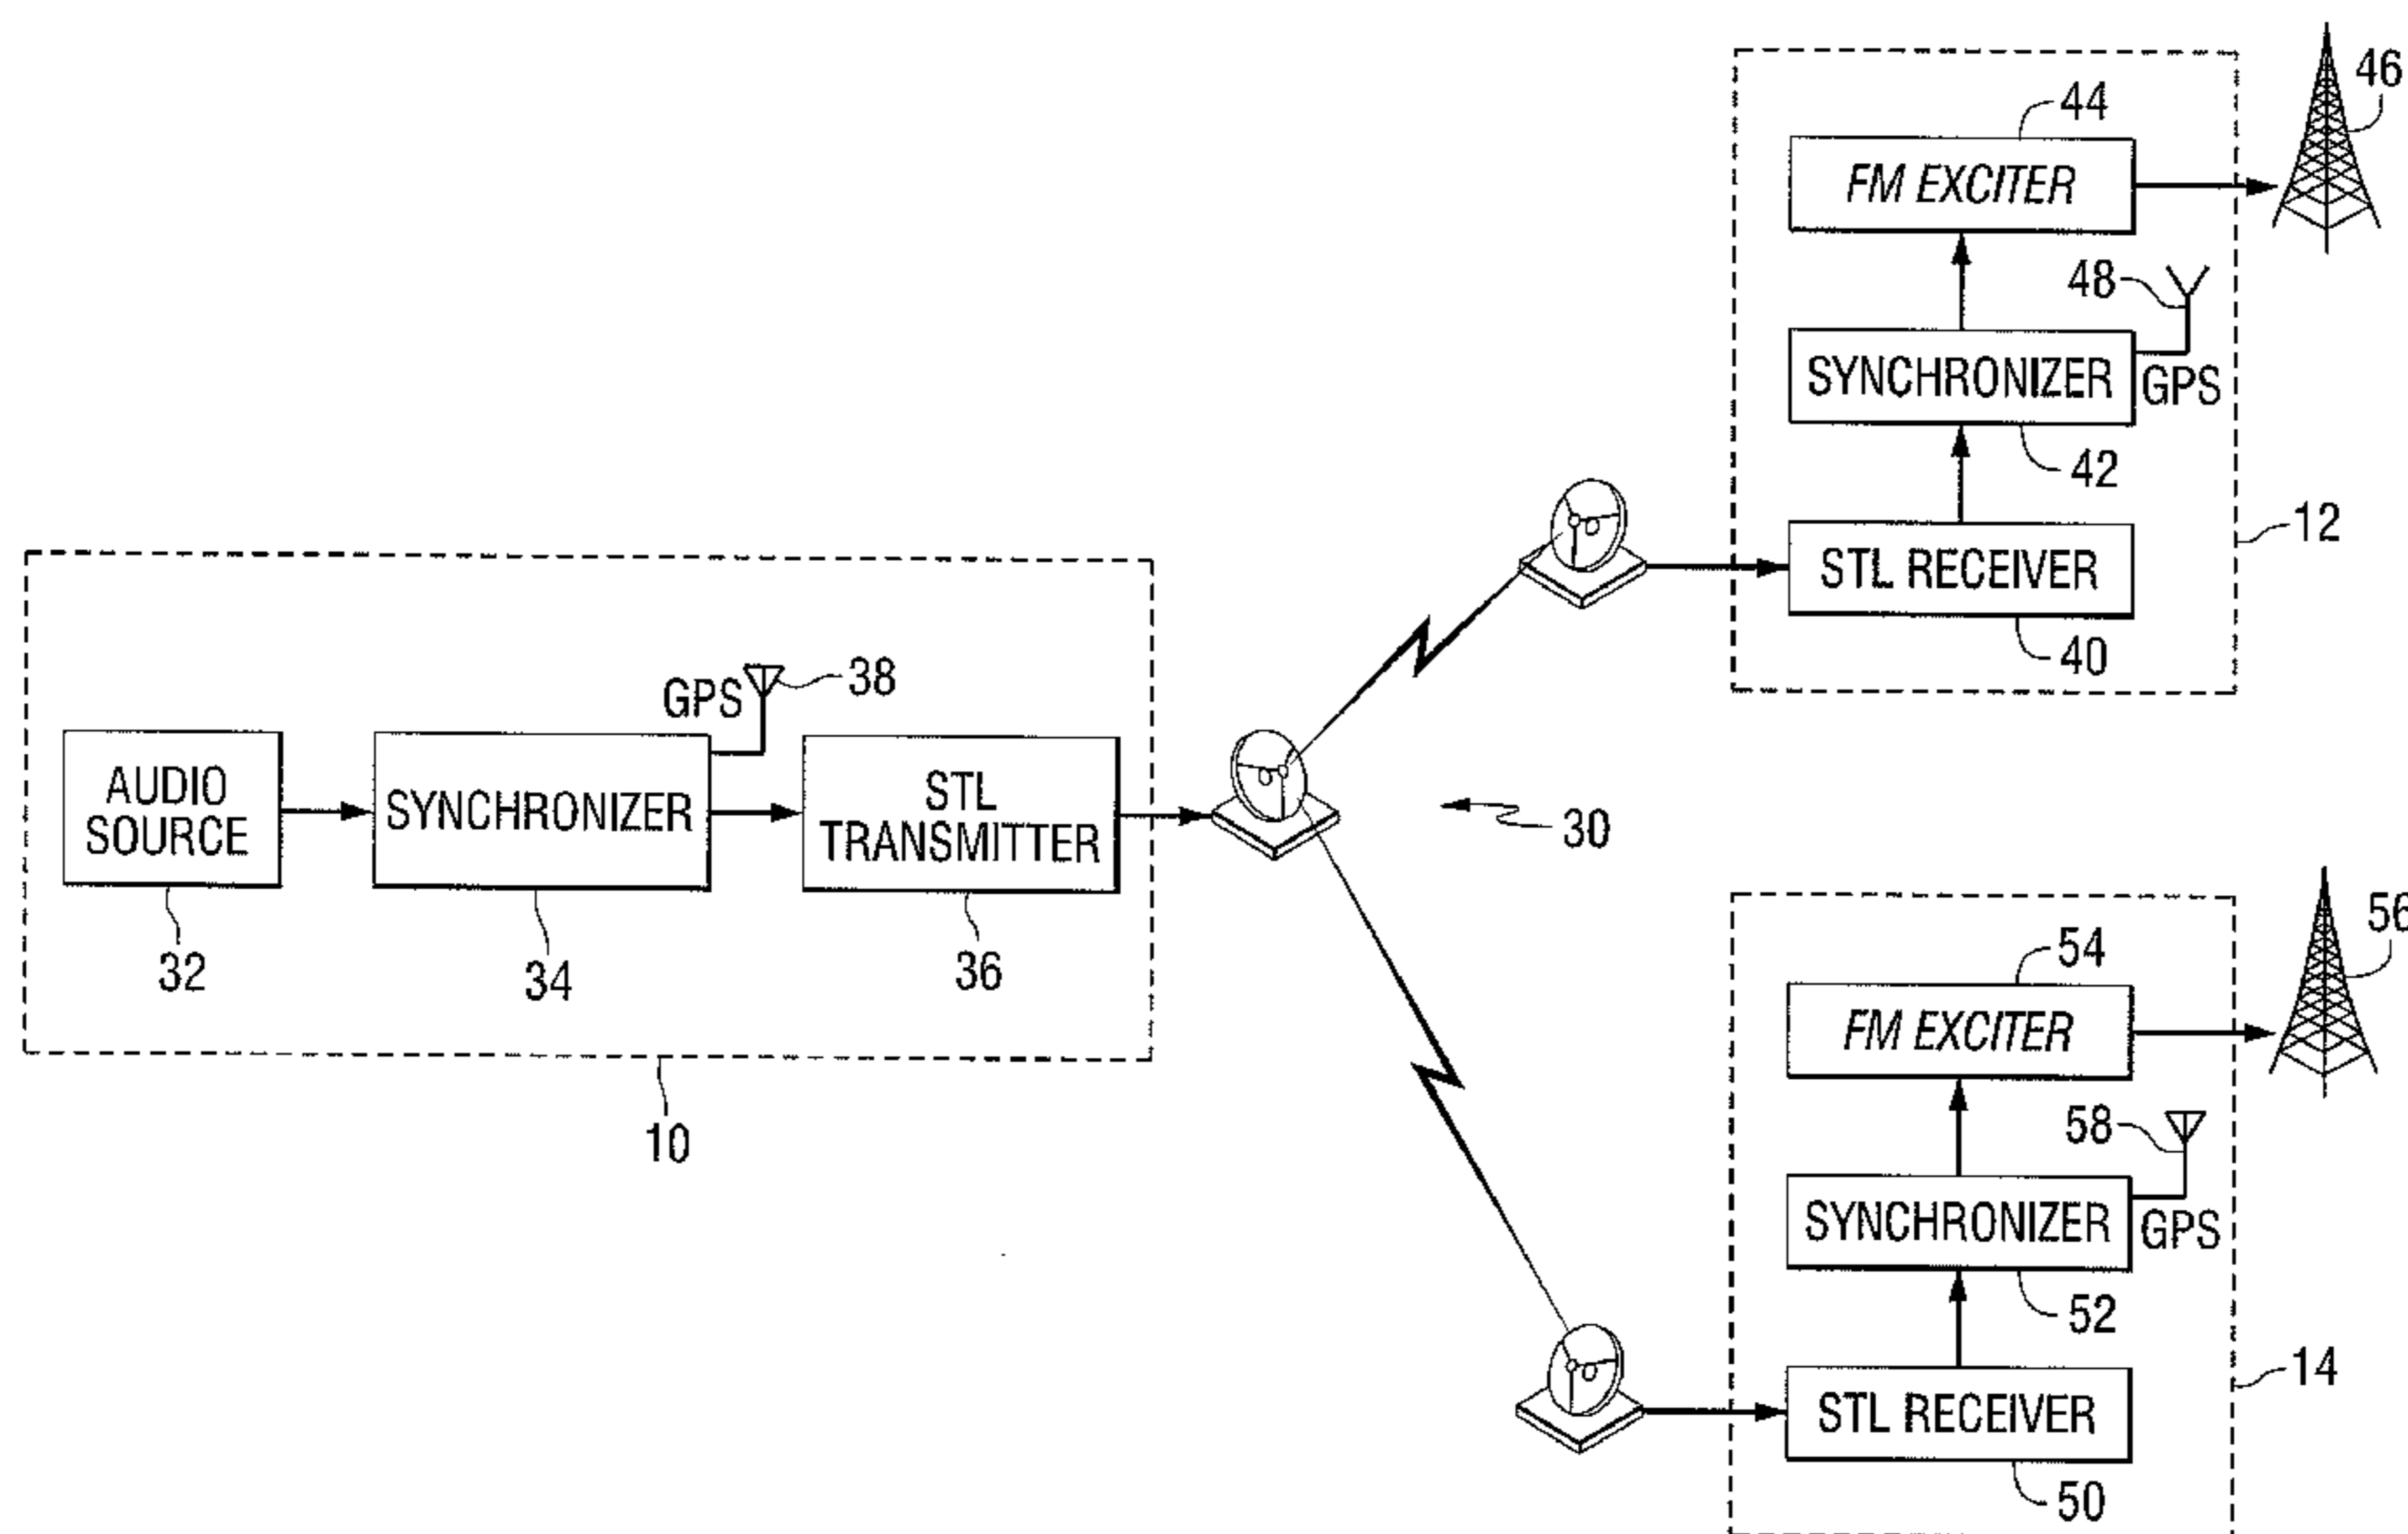 46
44
FM EXCITER
48
SYNCHRONIZER
GPS
42
12
STL RECEIVER
40
GPS
38
AUDIO
SOURCE
SYNCHRONIZER
STL
TRANSMITTER
32
34
36
10
30
56
54
FM EXCITER
58
SYNCHRONIZER
GPS
52
14
STL RECEIVER
50